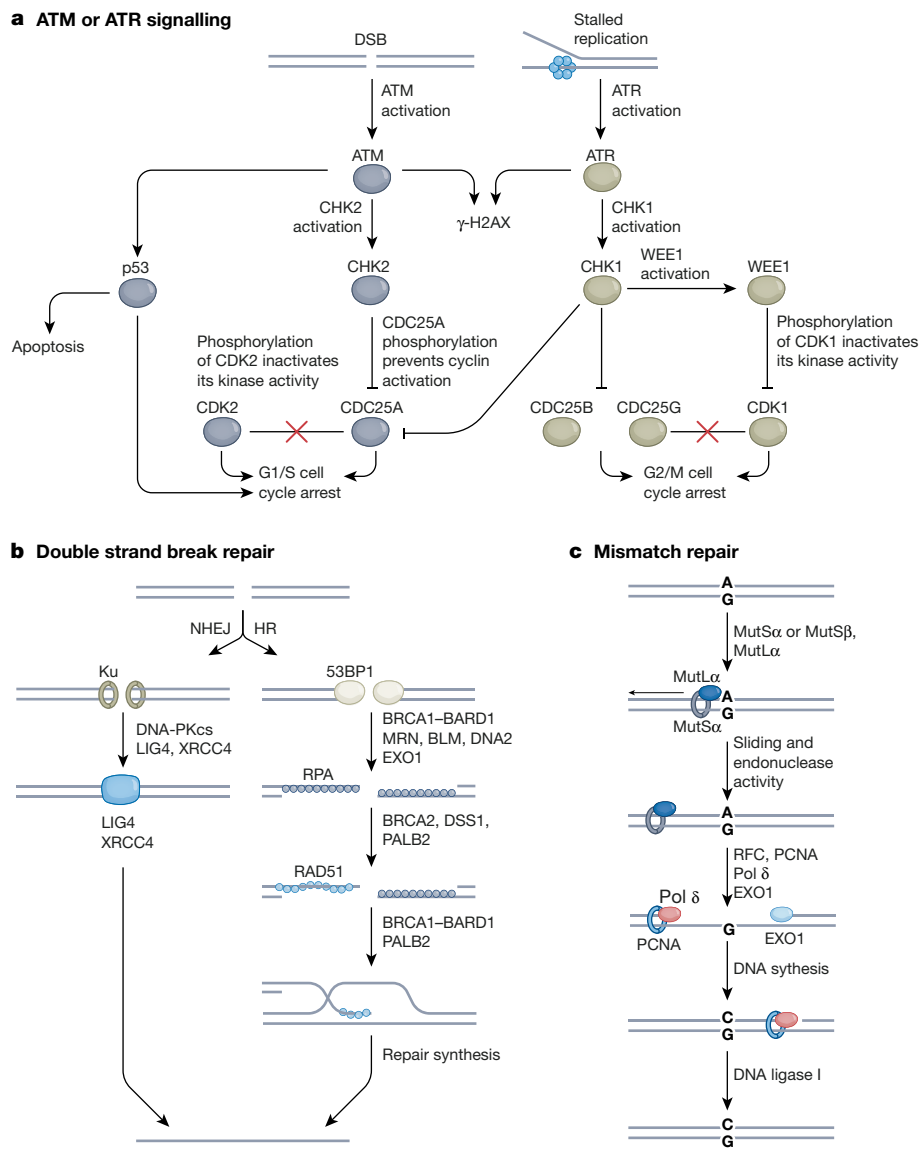 a ATM or ATR signalling
DSB
Stalled
replication
ATM
activation
ATR
activation
ATM
ATR
CHK2
activation
γ-H2AX
CHK1
activation
p53
CHK2
CHK1
WEE1
activation
WEE1
Apoptosis
Phosphorylation
of CDK2 inactivates
its kinase activity
CDC25A
phosphorylation
prevents cyclin
activation
Phosphorylation
of CDK1 inactivates
its kinase activity
CDK2
CDC25A
CDC25B
CDC25G
CDK1
G1/S cell
cycle arrest
G2/M cell
cycle arrest
b Double strand break repair
NHEJ
HR
Ku
53BP1
DNA-PKcs
LIG4, XRCC4
BRCA1–BARD1
MRN, BLM, DNA2
EXO1
RPA
LIG4
XRCC4
BRCA2, DSS1,
PALB2
RAD51
BRCA1–BARD1
PALB2
Repair synthesis
c Mismatch repair
A
G
MutSα or MutSβ,
MutLα
MutLα
A
G
MutSα
Sliding and
endonuclease
activity
A
G
RFC, PCNA
Pol δ
EXO1
Pol δ
G
PCNA
EXO1
DNA sythesis
C
G
DNA ligase I
C
G